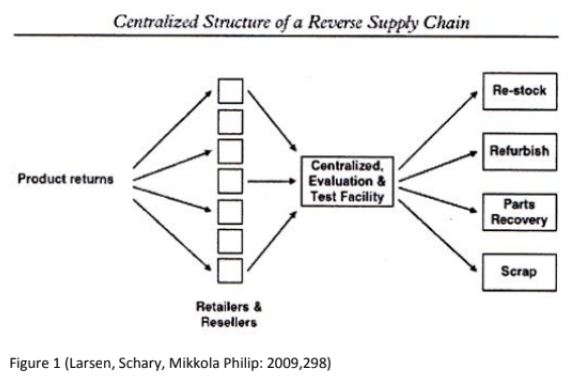 Centralized Structure of a Reverse Supply Chain
Product returns
Retailers &
Resellers
Centralized,
Evaluation &
Test Facility
Re-stock
Refurbish
Parts
Recovery
Scrap
Figure 1 (Larsen, Schary, Mikkola Philip: 2009,298)